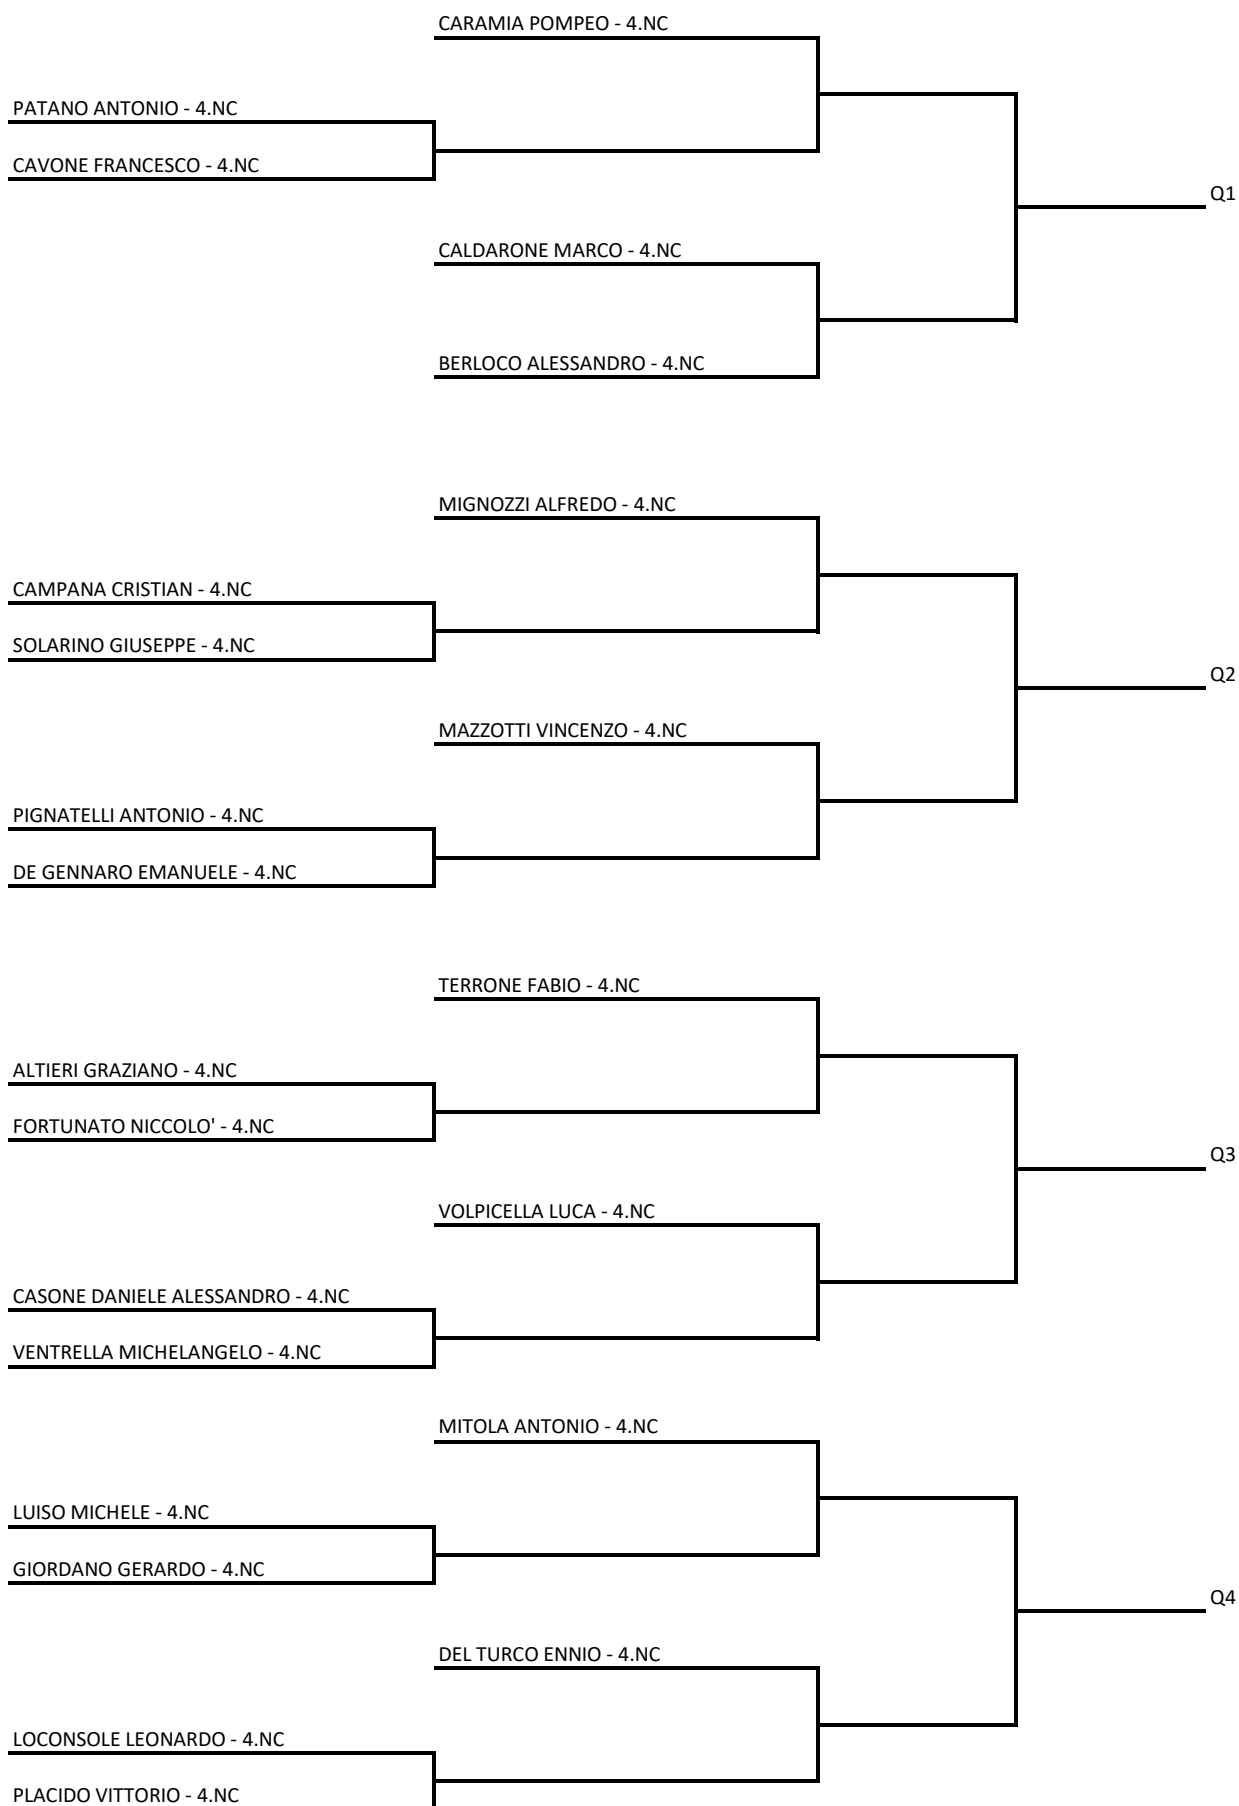 CARAMIA POMPEO - 4.NC
PATANO ANTONIO - 4.NC
CAVONE FRANCESCO - 4.NC
Q1
CALDARONE MARCO - 4.NC
BERLOCO ALESSANDRO - 4.NC
MIGNOZZI ALFREDO - 4.NC
CAMPANA CRISTIAN - 4.NC
SOLARINO GIUSEPPE - 4.NC
Q2
MAZZOTTI VINCENZO - 4.NC
PIGNATELLI ANTONIO - 4.NC
DE GENNARO EMANUELE - 4.NC
TERRONE FABIO - 4.NC
ALTIERI GRAZIANO - 4.NC
FORTUNATO NICCOLO' - 4.NC
Q3
VOLPICELLA LUCA - 4.NC
CASONE DANIELE ALESSANDRO - 4.NC
VENTRELLA MICHELANGELO - 4.NC
MITOLA ANTONIO - 4.NC
LUISO MICHELE - 4.NC
GIORDANO GERARDO - 4.NC
Q4
DEL TURCO ENNIO - 4.NC
LOCONSOLE LEONARDO - 4.NC
PLACIDO VITTORIO - 4.NC